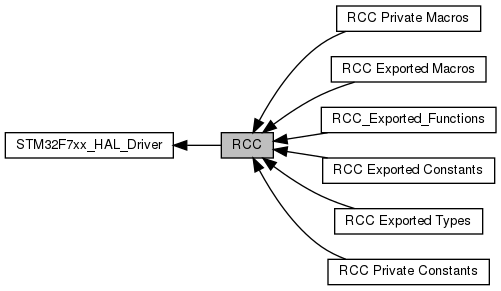 RCC Private Macros
RCC Exported Macros
RCC_Exported_Functions
STM32F7xx_HAL_Driver
RCC
RCC Exported Constants
RCC Exported Types
RCC Private Constants